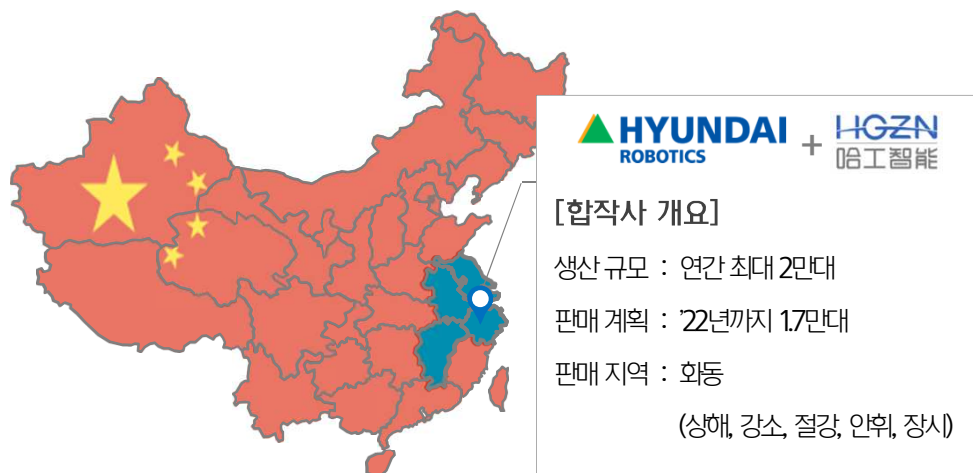 HYUNDAI
ROBOTICS
+
HGZN
哈工智能
[합작사 개요]
생산 규모 : 연간 최대 2만대
판매 계획 : '22년까지 1.7만대
판매 지역 : 화동
(상해, 강소, 절강, 안휘, 장시)